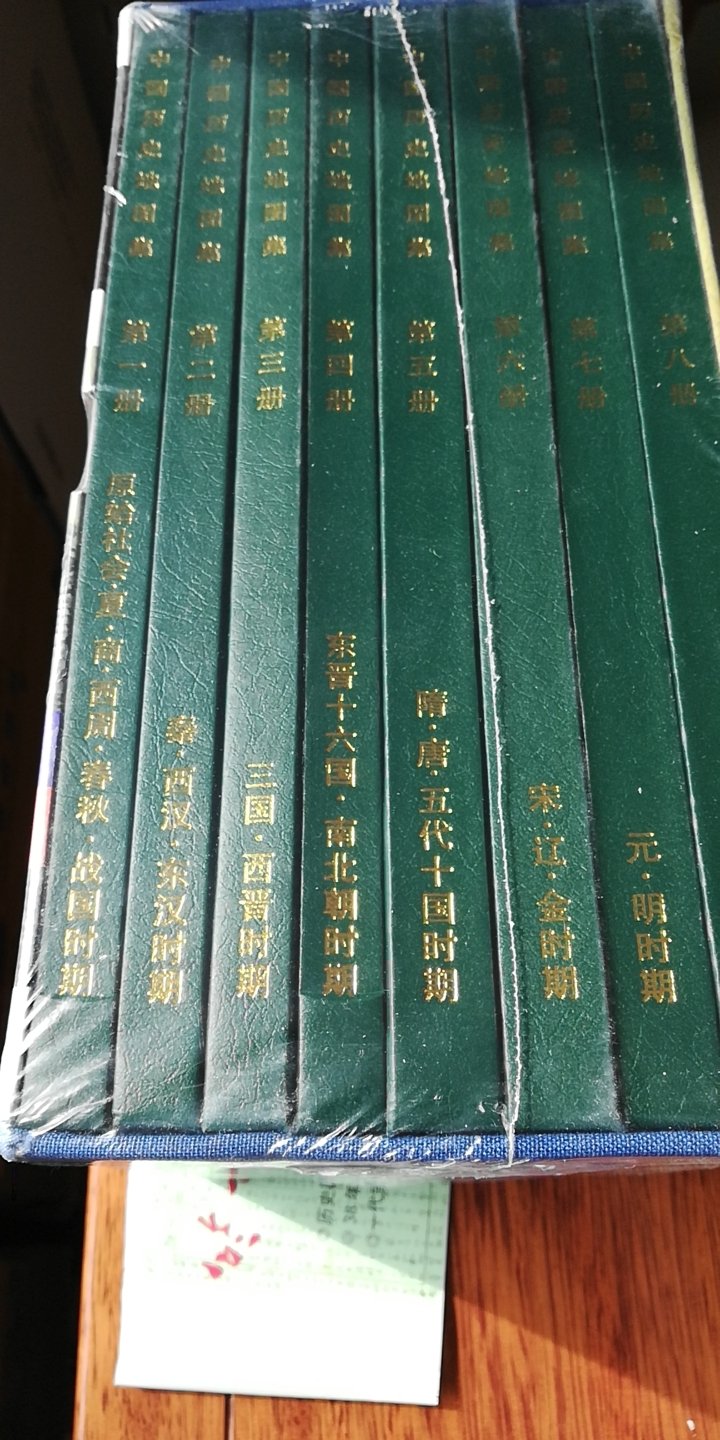 中国历史地图集
第一册
原始社会·夏·商·西周·春秋·战国时期
中国历史地图集
第二册
秦·西汉·东汉时期
中国历史地图集
第三册
三国·西晋时期
中国历史地图集
第四册
东晋十六国·南北朝时期
中国历史地图集
第五册
隋·唐·五代十国时期
中国历史地图集
第六册
宋·辽·金时期
中国历史地图集
第七册
元·明时期
中国历史地图集
第八册